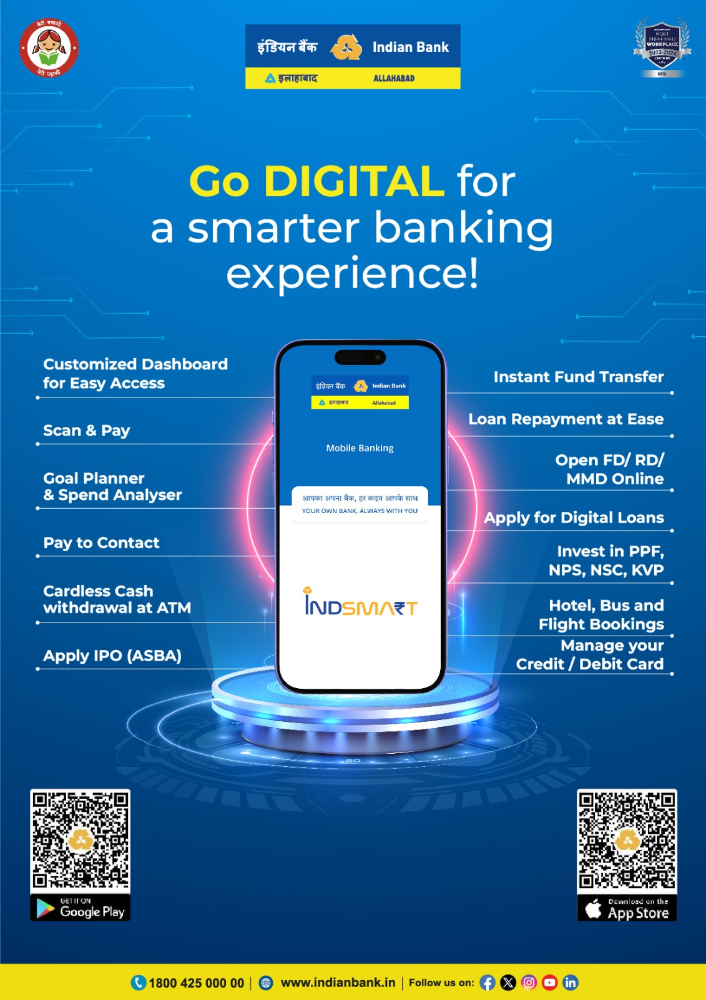 बेटी बचाओ
बेटी पढ़ाओ
इंडियन बैंक Indian Bank
इलाहाबाद ALLAHABAD
MOST
PREFERRED
WORKPLACE
2023-2024
CERTIFIED
BFSI
Go DIGITAL for
a smarter banking
experience!
Customized Dashboard
for Easy Access
Scan & Pay
Goal Planner
& Spend Analyser
Pay to Contact
Cardless Cash
withdrawal at ATM
Apply IPO (ASBA)
इंडियन बैंक Indian Bank
इलाहाबाद Allahabad
Mobile Banking
आपका अपना बैंक, हर कदम आपके साथ
YOUR OWN BANK, ALWAYS WITH YOU
INDSMA₹T
Instant Fund Transfer
Loan Repayment at Ease
Open FD/ RD/
MMD Online
Apply for Digital Loans
Invest in PPF,
NPS, NSC, KVP
Hotel, Bus and
Flight Bookings
Manage your
Credit / Debit Card
GET IT ON
Google Play
Download on the
App Store
1800 425 000 00 | www.indianbank.in | Follow us on: